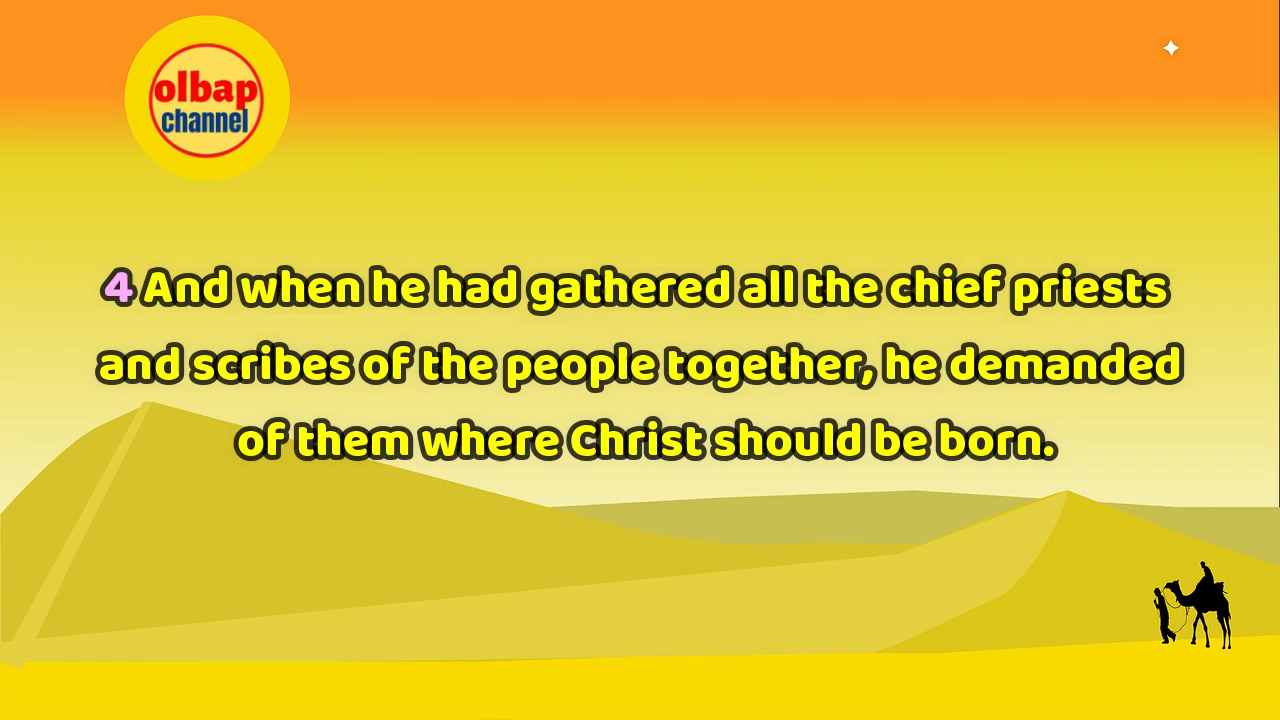 olbap
channel
4 And when he had gathered all the chief priests
and scribes of the people together, he demanded
of them where Christ should be born.